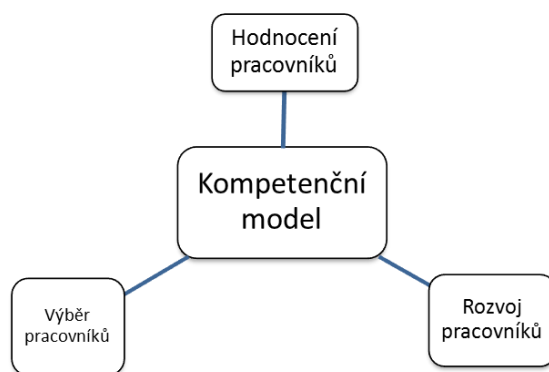 Hodnocení
pracovníků
Kompetenční
model
Výběr
pracovníků
Rozvoj
pracovníků